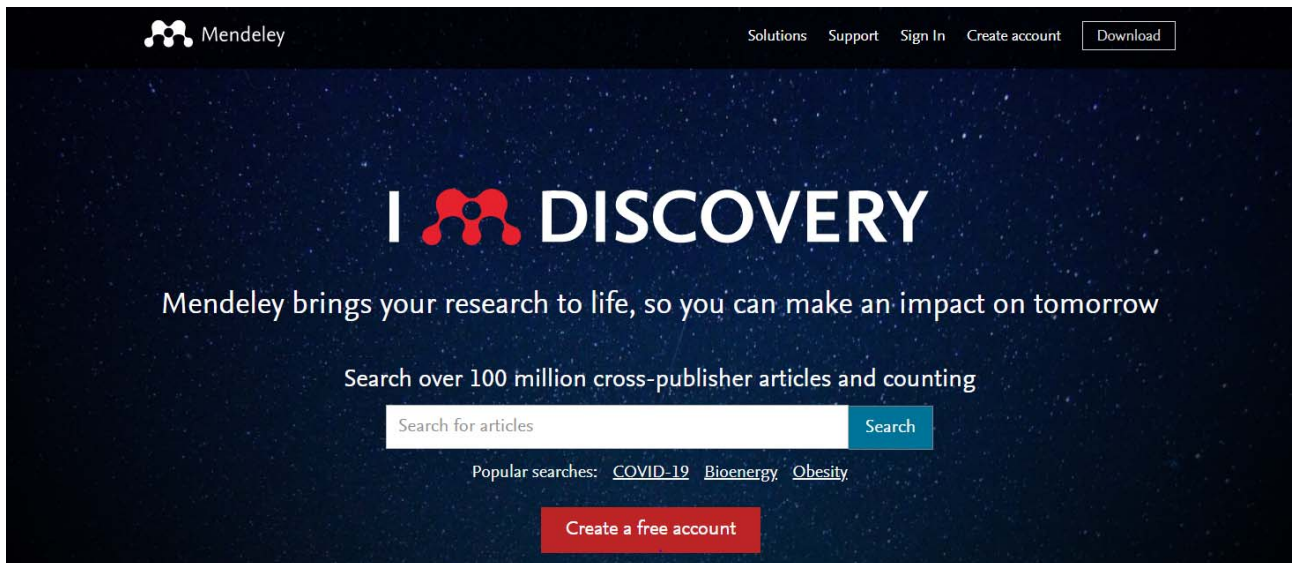 Mendeley Solutions Support Sign In Create account Download
I DISCOVERY
Mendeley brings your research to life, so you can make an impact on tomorrow
Search over 100 million cross-publisher articles and counting
Search for articles Search
Popular searches: COVID-19 Bioenergy Obesity
Create a free account